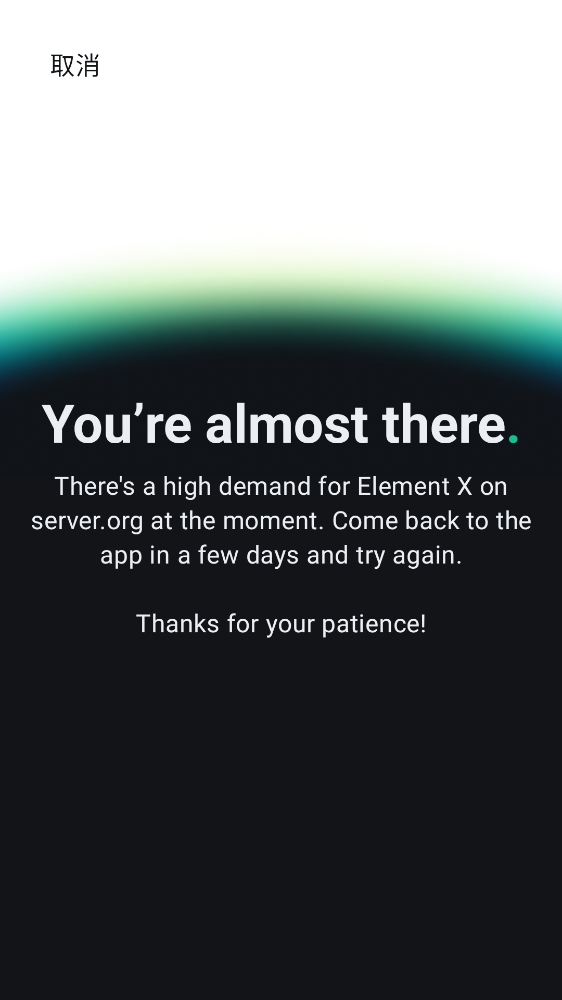 取消
You’re almost there.
There's a high demand for Element X on
server.org at the moment. Come back to the
app in a few days and try again.
Thanks for your patience!